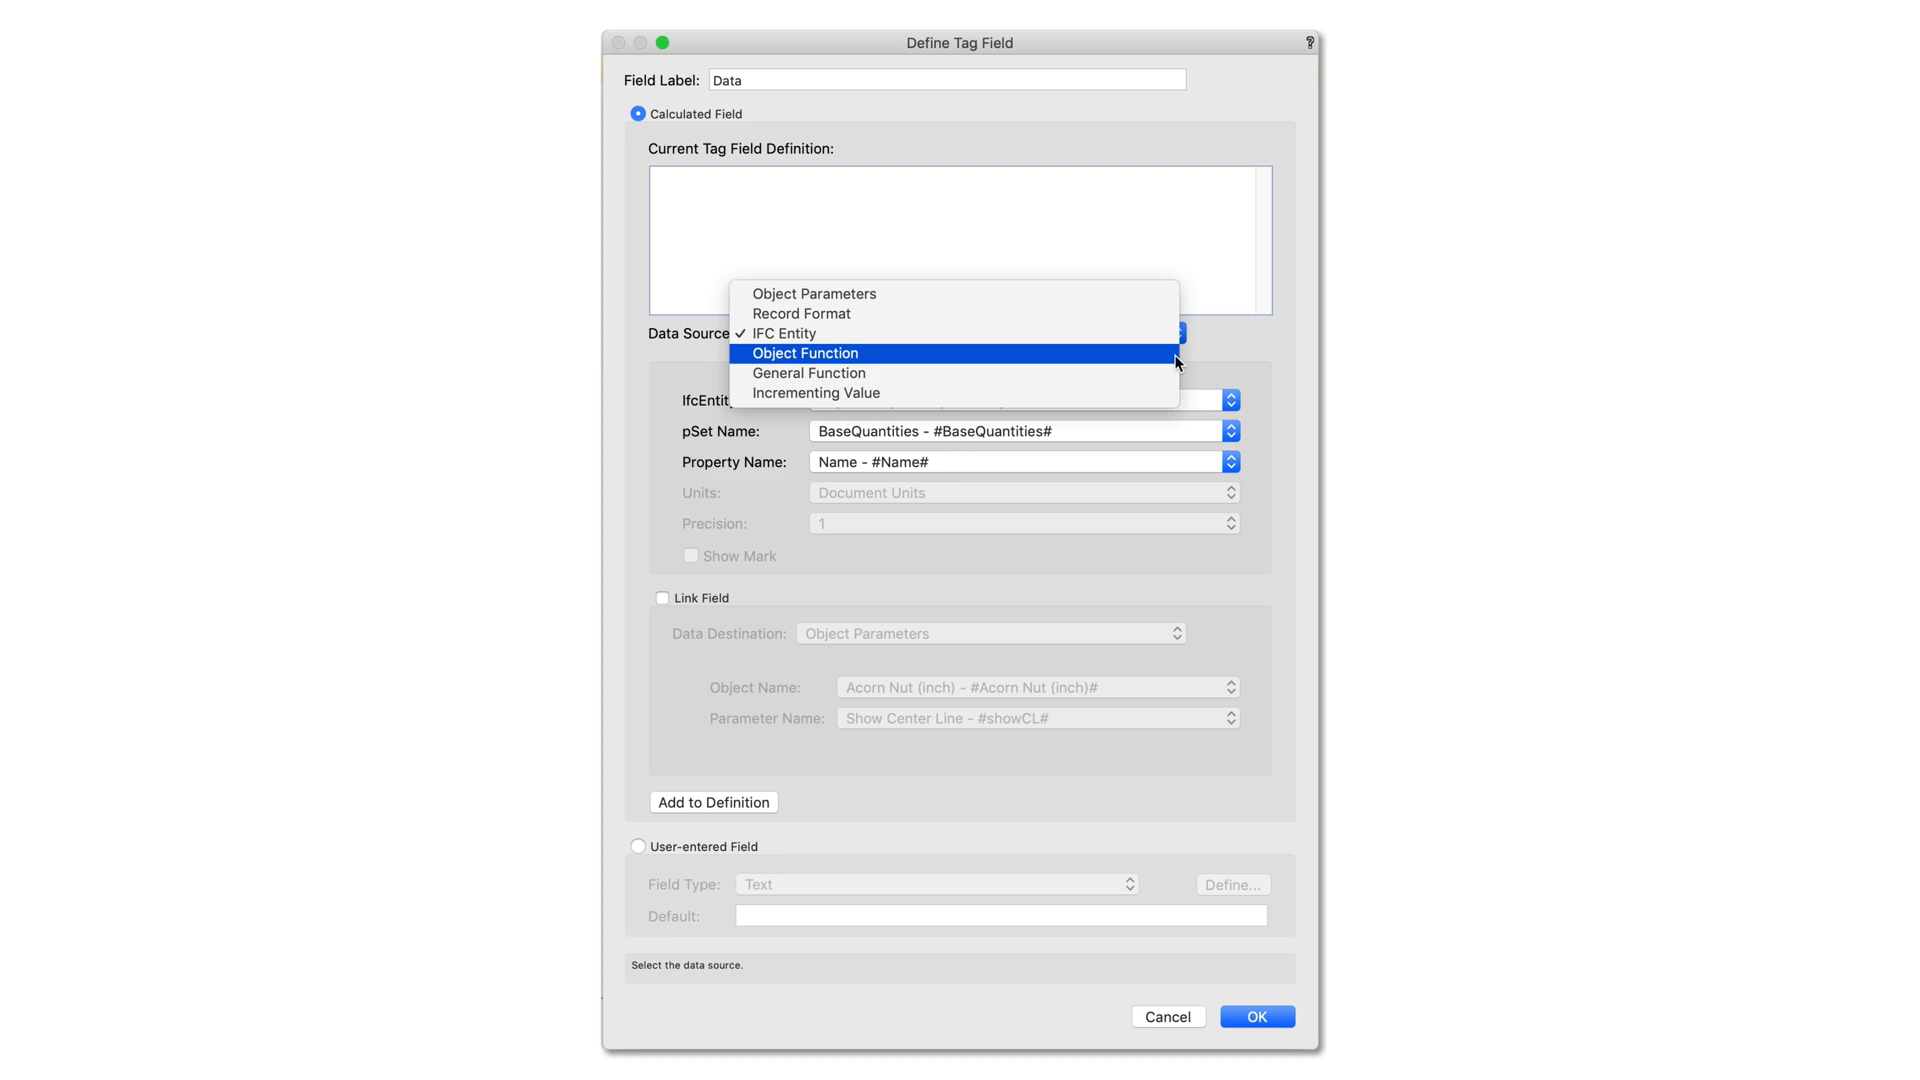 Define Tag Field ?
Field Label: Data
Calculated Field
Current Tag Field Definition:
Object Parameters
Record Format
Data Source ✓ IFC Entity
Object Function
General Function
Incrementing Value
IfcEntit
pSet Name: BaseQuantities - #BaseQuantities#
Property Name: Name - #Name#
Units: Document Units
Precision: 1
Show Mark
Link Field
Data Destination: Object Parameters
Object Name: Acorn Nut (inch) - #Acorn Nut (inch)#
Parameter Name: Show Center Line - #showCL#
Add to Definition
User-entered Field
Field Type: Text Define...
Default:
Select the data source.
Cancel OK